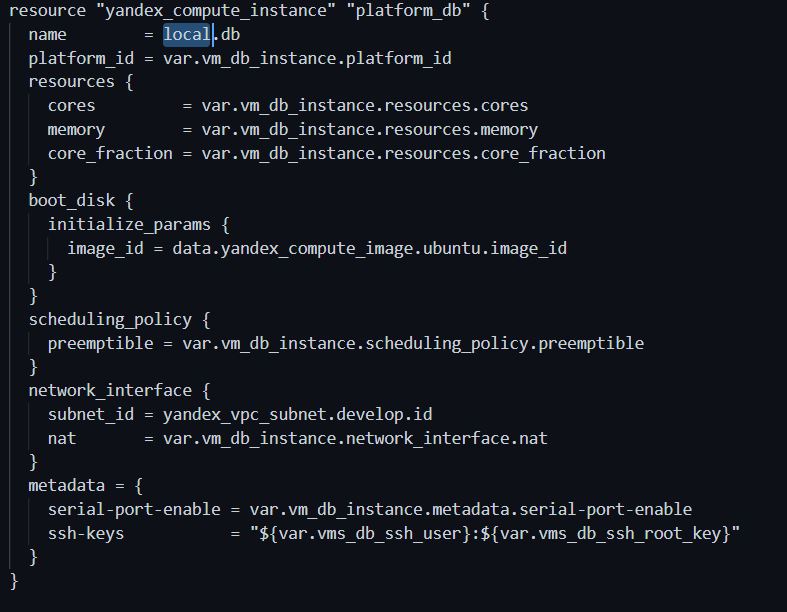 resource "yandex_compute_instance" "platform_db" {
  name        = local.db
  platform_id = var.vm_db_instance.platform_id
  resources {
    cores         = var.vm_db_instance.resources.cores
    memory        = var.vm_db_instance.resources.memory
    core_fraction = var.vm_db_instance.resources.core_fraction
  }
  boot_disk {
    initialize_params {
      image_id = data.yandex_compute_image.ubuntu.image_id
    }
  }
  scheduling_policy {
    preemptible = var.vm_db_instance.scheduling_policy.preemptible
  }
  network_interface {
    subnet_id = yandex_vpc_subnet.develop.id
    nat       = var.vm_db_instance.network_interface.nat
  }
  metadata = {
    serial-port-enable = var.vm_db_instance.metadata.serial-port-enable
    ssh-keys           = "${var.vms_db_ssh_user}:${var.vms_db_ssh_root_key}"
  }
}